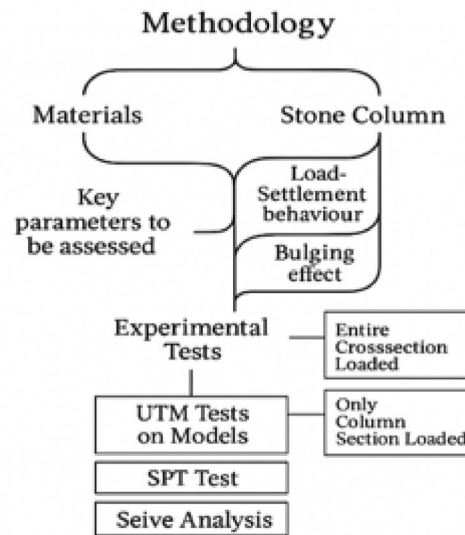 Methodology
Materials
Stone Column
Load-
Settlement
behaviour
Key
parameters to
be assessed
Bulging
effect
Experimental
Tests
Entire
Crosssection
Loaded
UTM Tests
on Models
Only
Column
Section Loaded
SPT Test
Seive Analysis